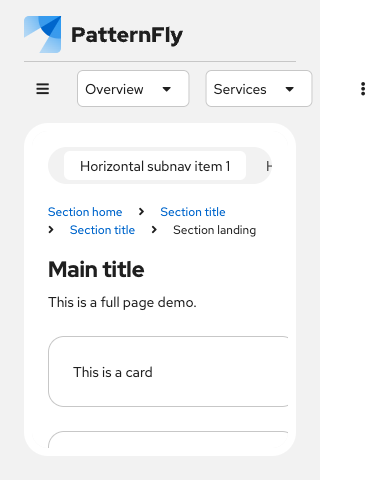 PatternFly
Overview
Services
Horizontal subnav item 1
Section home
Section title
Section title
Section landing
Main title
This is a full page demo.
This is a card